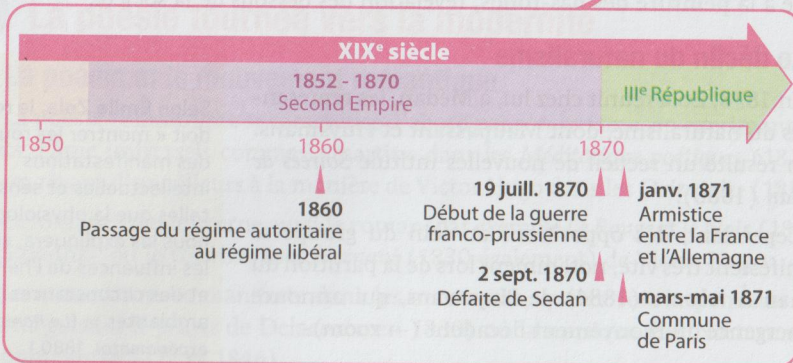 XIXe siècle
1852 - 1870
Second Empire
IIIe République
1850
1860
1870
1860
Passage du régime autoritaire
au régime libéral
19 juill. 1870
Début de la guerre
franco-prussienne
2 sept. 1870
Défaite de Sedan
janv. 1871
Armistice
entre la France
et l'Allemagne
mars-mai 1871
Commune
de Paris